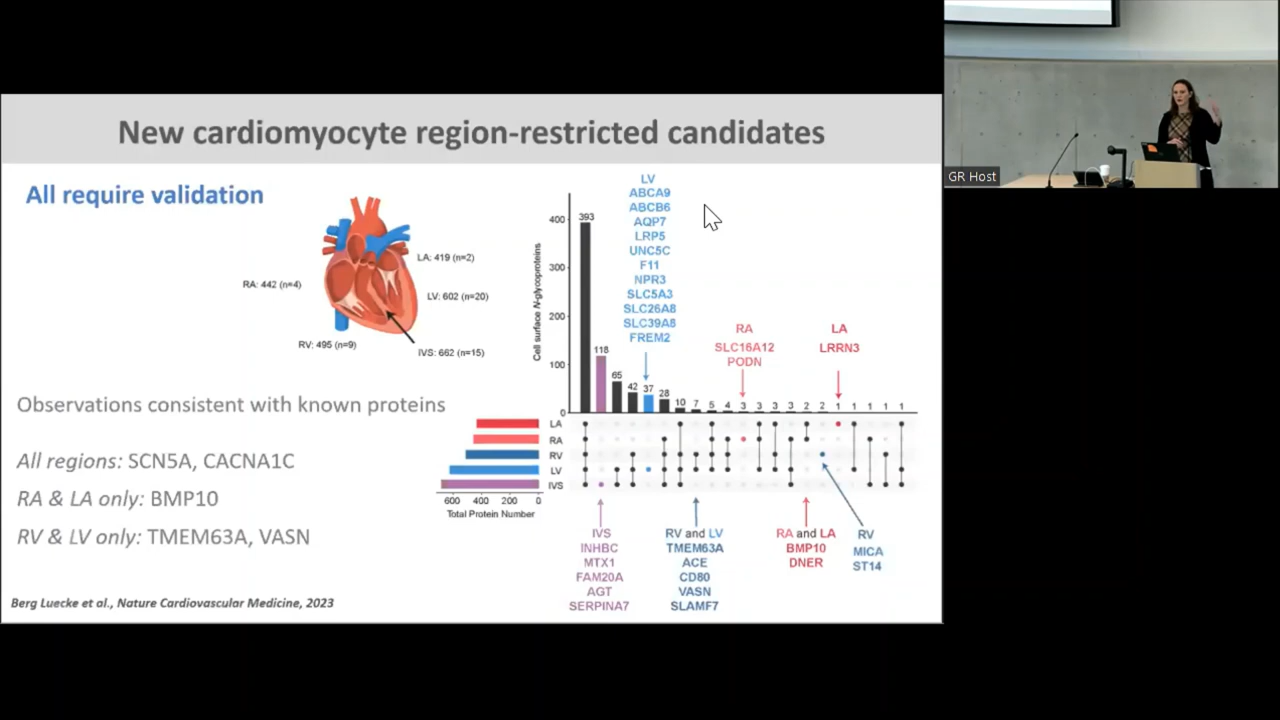 New cardiomyocyte region-restricted candidates
All require validation
LA: 419 (n=2)
RA: 442 (n=4)
LV: 602 (n=20)
RV: 495 (n=9)
IVS: 662 (n=15)
Observations consistent with known proteins
All regions: SCN5A, CACNA1C
RA & LA only: BMP10
RV & LV only: TMEM63A, VASN
Berg Luecke et al., Nature Cardiovascular Medicine, 2023
Cell surface N-glycoproteins
400
300
200
100
0
393
118
65
42
37
28
10
7
5
4
3
3
3
3
2
2
1
1
1
1
1
LV
ABCA9
ABCB6
AQP7
LRP5
UNC5C
F11
NPR3
SLC5A3
SLC26A8
SLC39A8
FREM2
RA
SLC16A12
PODN
LA
LRRN3
LA
RA
RV
LV
IVS
600 400 200 0
Total Protein Number
IVS
INHBC
MTX1
FAM20A
AGT
SERPINA7
RV and LV
TMEM63A
ACE
CD80
VASN
SLAMF7
RA and LA
BMP10
DNER
RV
MICA
ST14
GR Host